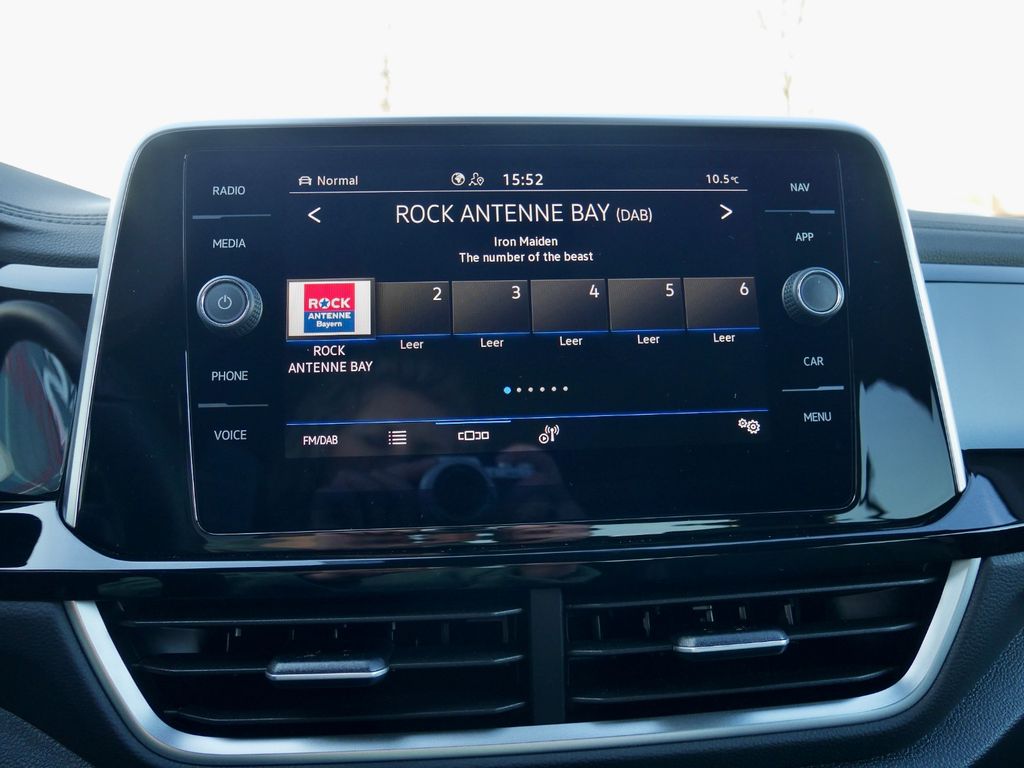 RADIO
MEDIA
PHONE
VOICE
Normal
15:52
10.5°C
< ROCK ANTENNE BAY (DAB) >
Iron Maiden
The number of the beast
ROCK
ANTENNE
Bayern
2
3
4
5
6
ROCK
ANTENNE BAY
Leer
Leer
Leer
Leer
Leer
FM/DAB
NAV
APP
CAR
MENU